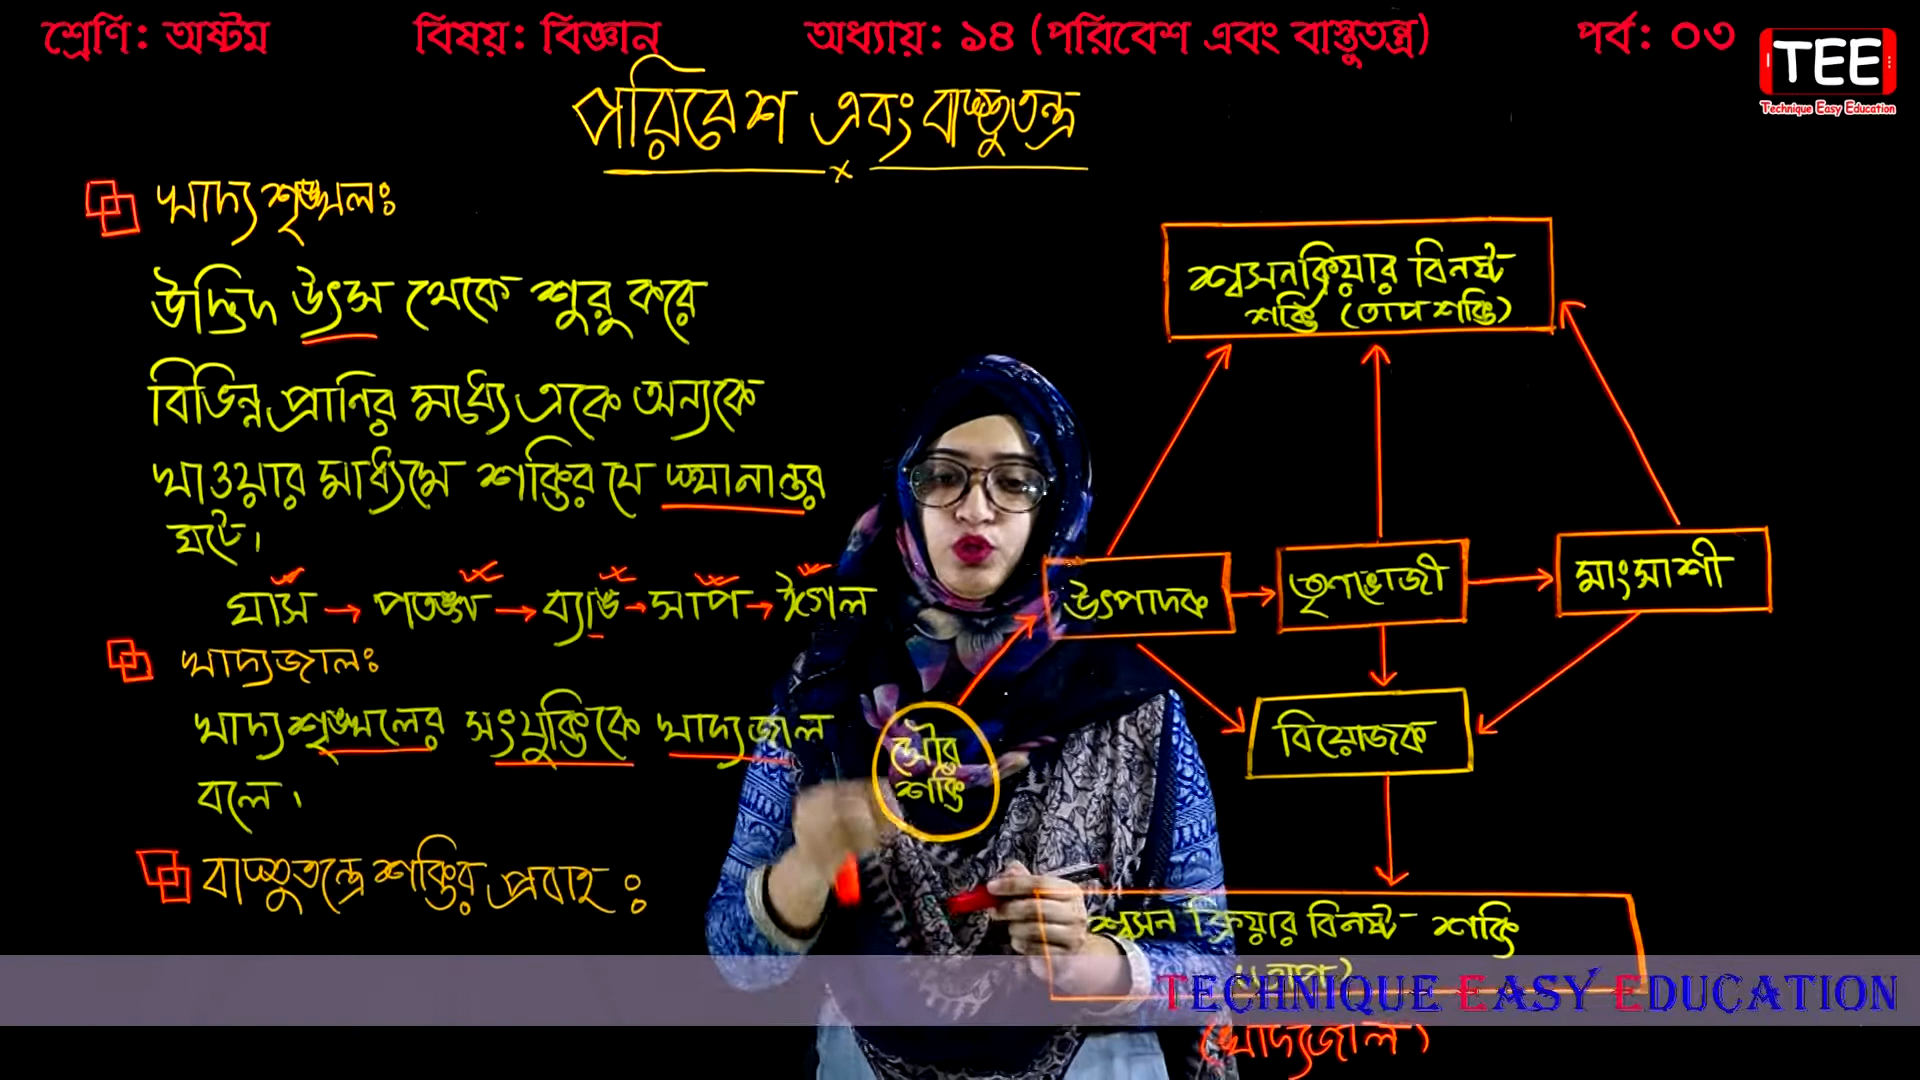 শ্রেণি: অষ্টম বিষয়: বিজ্ঞান অধ্যায়: ১৪ (পরিবেশ এবং বাস্তুতন্ত্র) পর্ব: ০৩
TEE
Technique Easy Education
পরিবেশ এবং বাস্তুতন্ত্র
খাদ্য শৃঙ্খলঃ
উদ্ভিদ উৎস থেকে শুরু করে
বিভিন্ন প্রানির মধ্যে একে অন্যকে
খাওয়ার মাধ্যমে শক্তির যে স্থানান্তর
ঘটে।
ঘাস → পতঙ্গ → ব্যাঙ → সাপ → ঈগল
খাদ্যজালঃ
খাদ্য শৃঙ্খলের সংযুক্তিকে খাদ্যজাল
বলে।
বাস্তুতন্ত্রে শক্তির প্রবাহ ঃ
শ্বসনক্রিয়ার বিনষ্ট
শক্তি (তাপ শক্তি)
উৎপাদক → তৃণভোজী → মাংসাশী
সৌর
শক্তি
বিয়োজক
শ্বসন ক্রিয়ার বিনষ্ট শক্তি
TECHNIQUE EASY EDUCATION
(খাদ্যজাল)